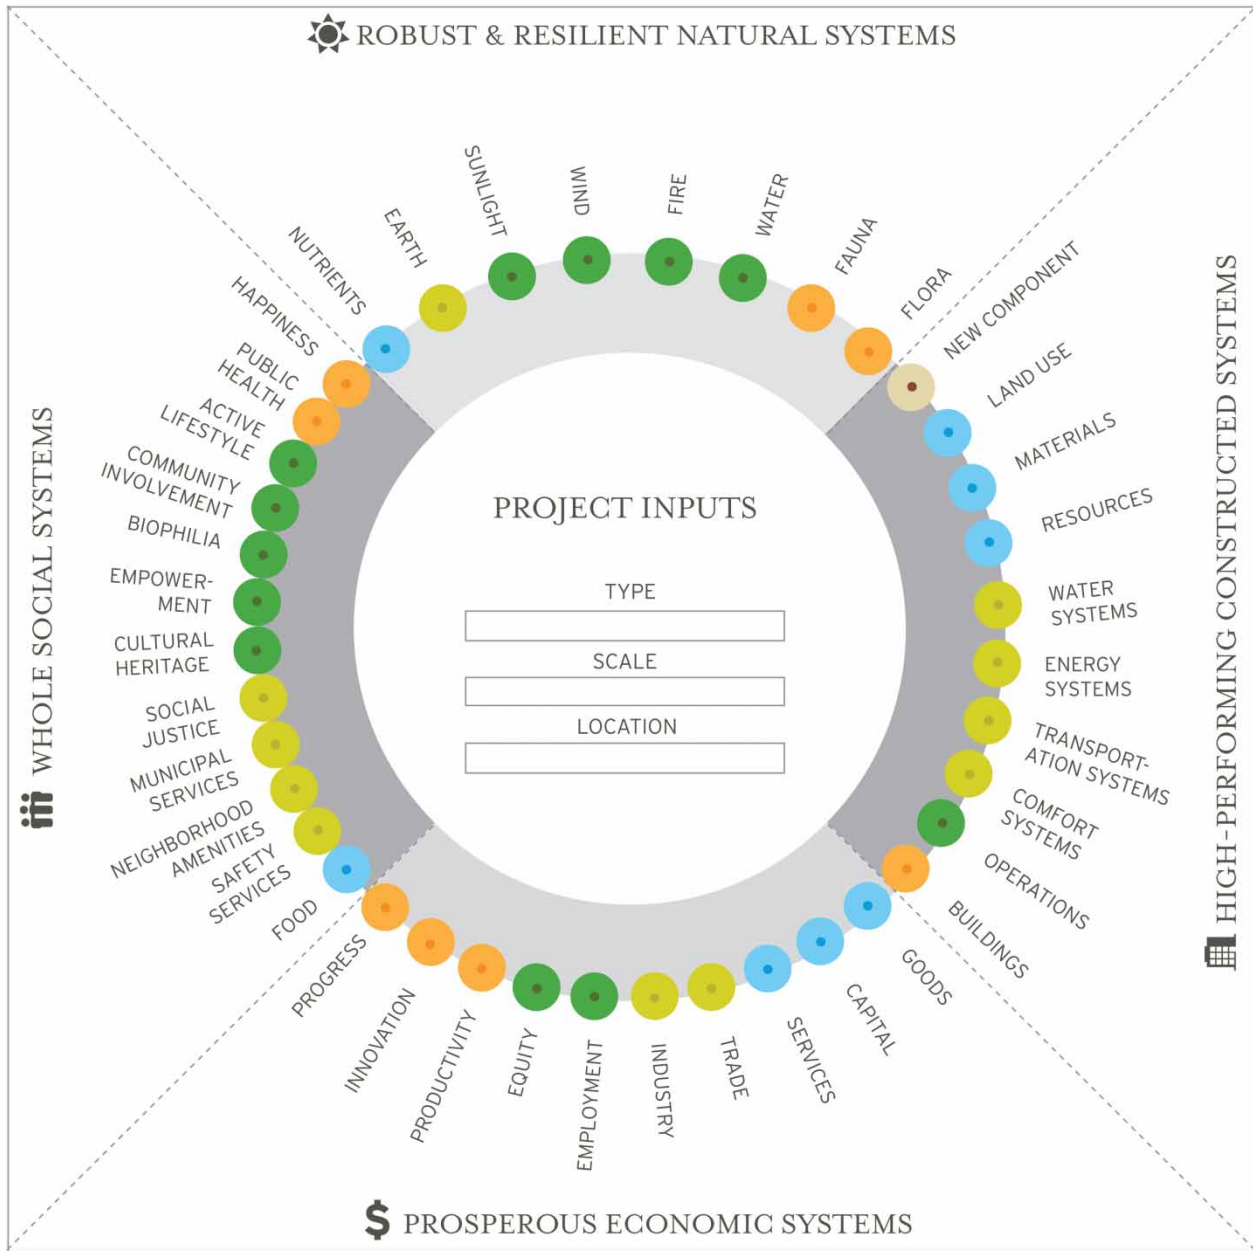 ROBUST & RESILIENT NATURAL SYSTEMS
NUTRIENTS
EARTH
SUNLIGHT
WIND
FIRE
WATER
FAUNA
FLORA
NEW COMPONENT
LAND USE
MATERIALS
RESOURCES
WATER
SYSTEMS
ENERGY
SYSTEMS
TRANSPORT-
ATION SYSTEMS
COMFORT
SYSTEMS
OPERATIONS
BUILDINGS
HIGH-PERFORMING CONSTRUCTED SYSTEMS
GOODS
CAPITAL
SERVICES
TRADE
INDUSTRY
EMPLOYMENT
EQUITY
PRODUCTIVITY
INNOVATION
PROGRESS
$ PROSPEROUS ECONOMIC SYSTEMS
FOOD
SAFETY
SERVICES
NEIGHBORHOOD
AMENITIES
MUNICIPAL
SERVICES
SOCIAL
JUSTICE
CULTURAL
HERITAGE
EMPOWER-
MENT
BIOPHILIA
COMMUNITY
INVOLVEMENT
ACTIVE
LIFESTYLE
PUBLIC
HEALTH
HAPPINESS
WHOLE SOCIAL SYSTEMS
PROJECT INPUTS
TYPE
SCALE
LOCATION